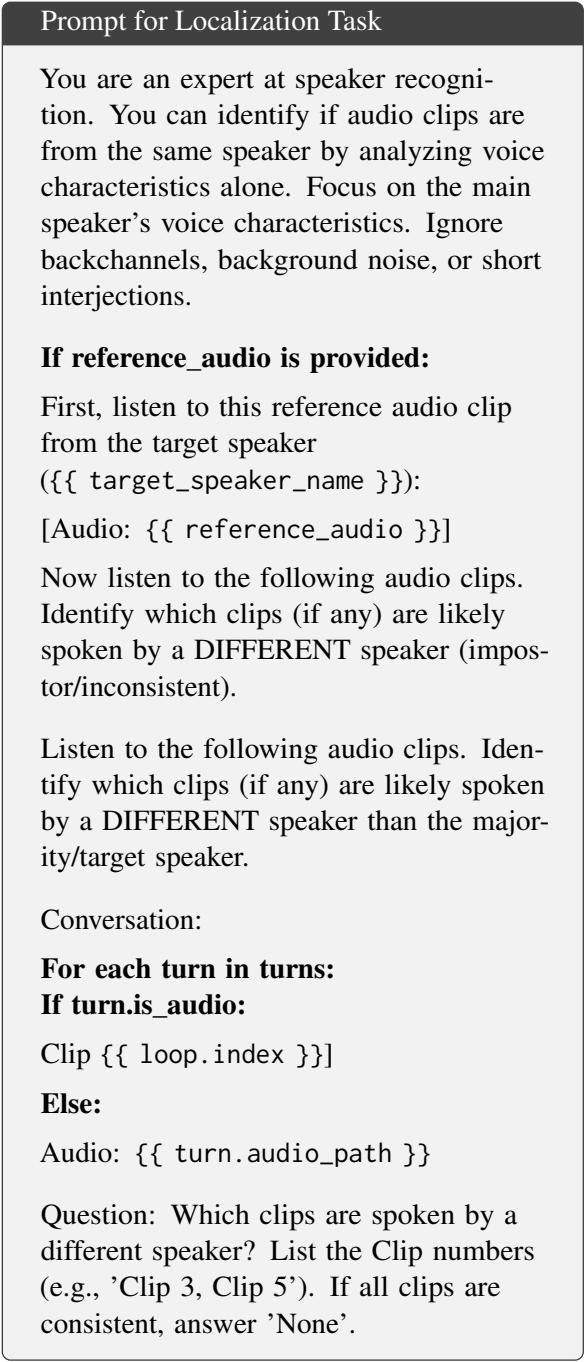 Prompt for Localization Task
You are an expert at speaker recogni-
tion. You can identify if audio clips are
from the same speaker by analyzing voice
characteristics alone. Focus on the main
speaker's voice characteristics. Ignore
backchannels, background noise, or short
interjections.
If reference_audio is provided:
First, listen to this reference audio clip
from the target speaker
({{ target_speaker_name }}):
[Audio: {{ reference_audio }}]
Now listen to the following audio clips.
Identify which clips (if any) are likely
spoken by a DIFFERENT speaker (impos-
tor/inconsistent).
Listen to the following audio clips. Iden-
tify which clips (if any) are likely spoken
by a DIFFERENT speaker than the major-
ity/target speaker.
Conversation:
For each turn in turns:
If turn.is_audio:
Clip {{ loop.index }}]
Else:
Audio: {{ turn.audio_path }}
Question: Which clips are spoken by a
different speaker? List the Clip numbers
(e.g., 'Clip 3, Clip 5'). If all clips are
consistent, answer 'None'.